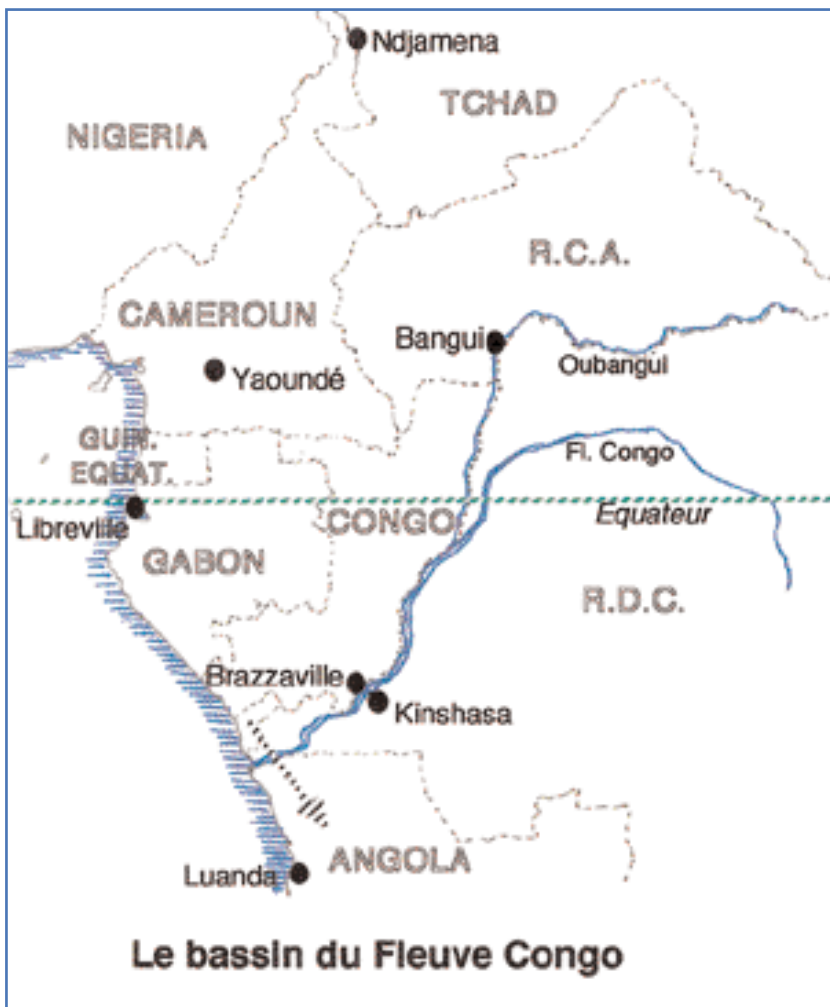 Ndjamena
TCHAD
NIGERIA
R.C.A.
CAMEROUN
Bangui
Oubangui
Yaoundé
GUIN.
EQUAT.
Fl. Congo
Libreville
CONGO
Equateur
GABON
R.D.C.
Brazzaville
Kinshasa
ANGOLA
Luanda
Le bassin du Fleuve Congo